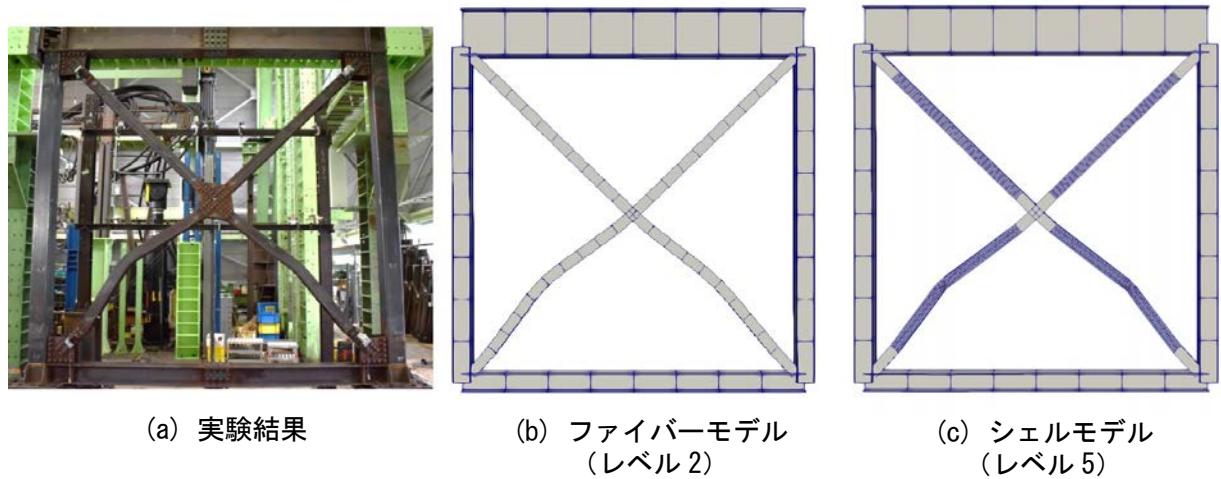 (a) 実験結果
(b) ファイバーモデル
（レベル 2）
(c) シェルモデル
（レベル 5）